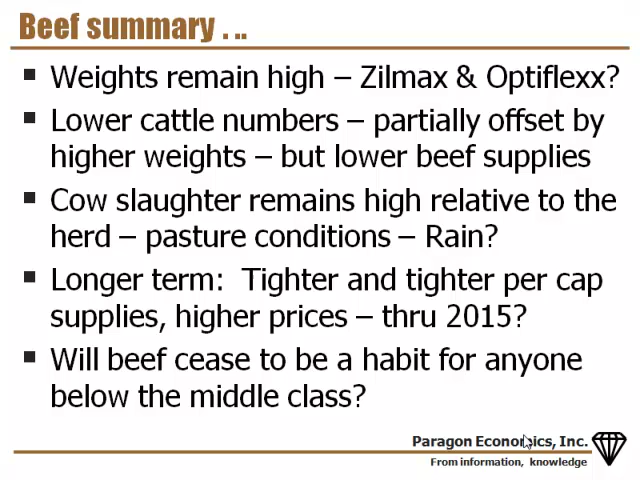 Beef summary . ..
▪ Weights remain high – Zilmax & Optiflexx?
▪ Lower cattle numbers – partially offset by
higher weights – but lower beef supplies
▪ Cow slaughter remains high relative to the
herd – pasture conditions – Rain?
▪ Longer term:  Tighter and tighter per cap
supplies, higher prices – thru 2015?
▪ Will beef cease to be a habit for anyone
below the middle class?
Paragon Economics, Inc.
From information, knowledge